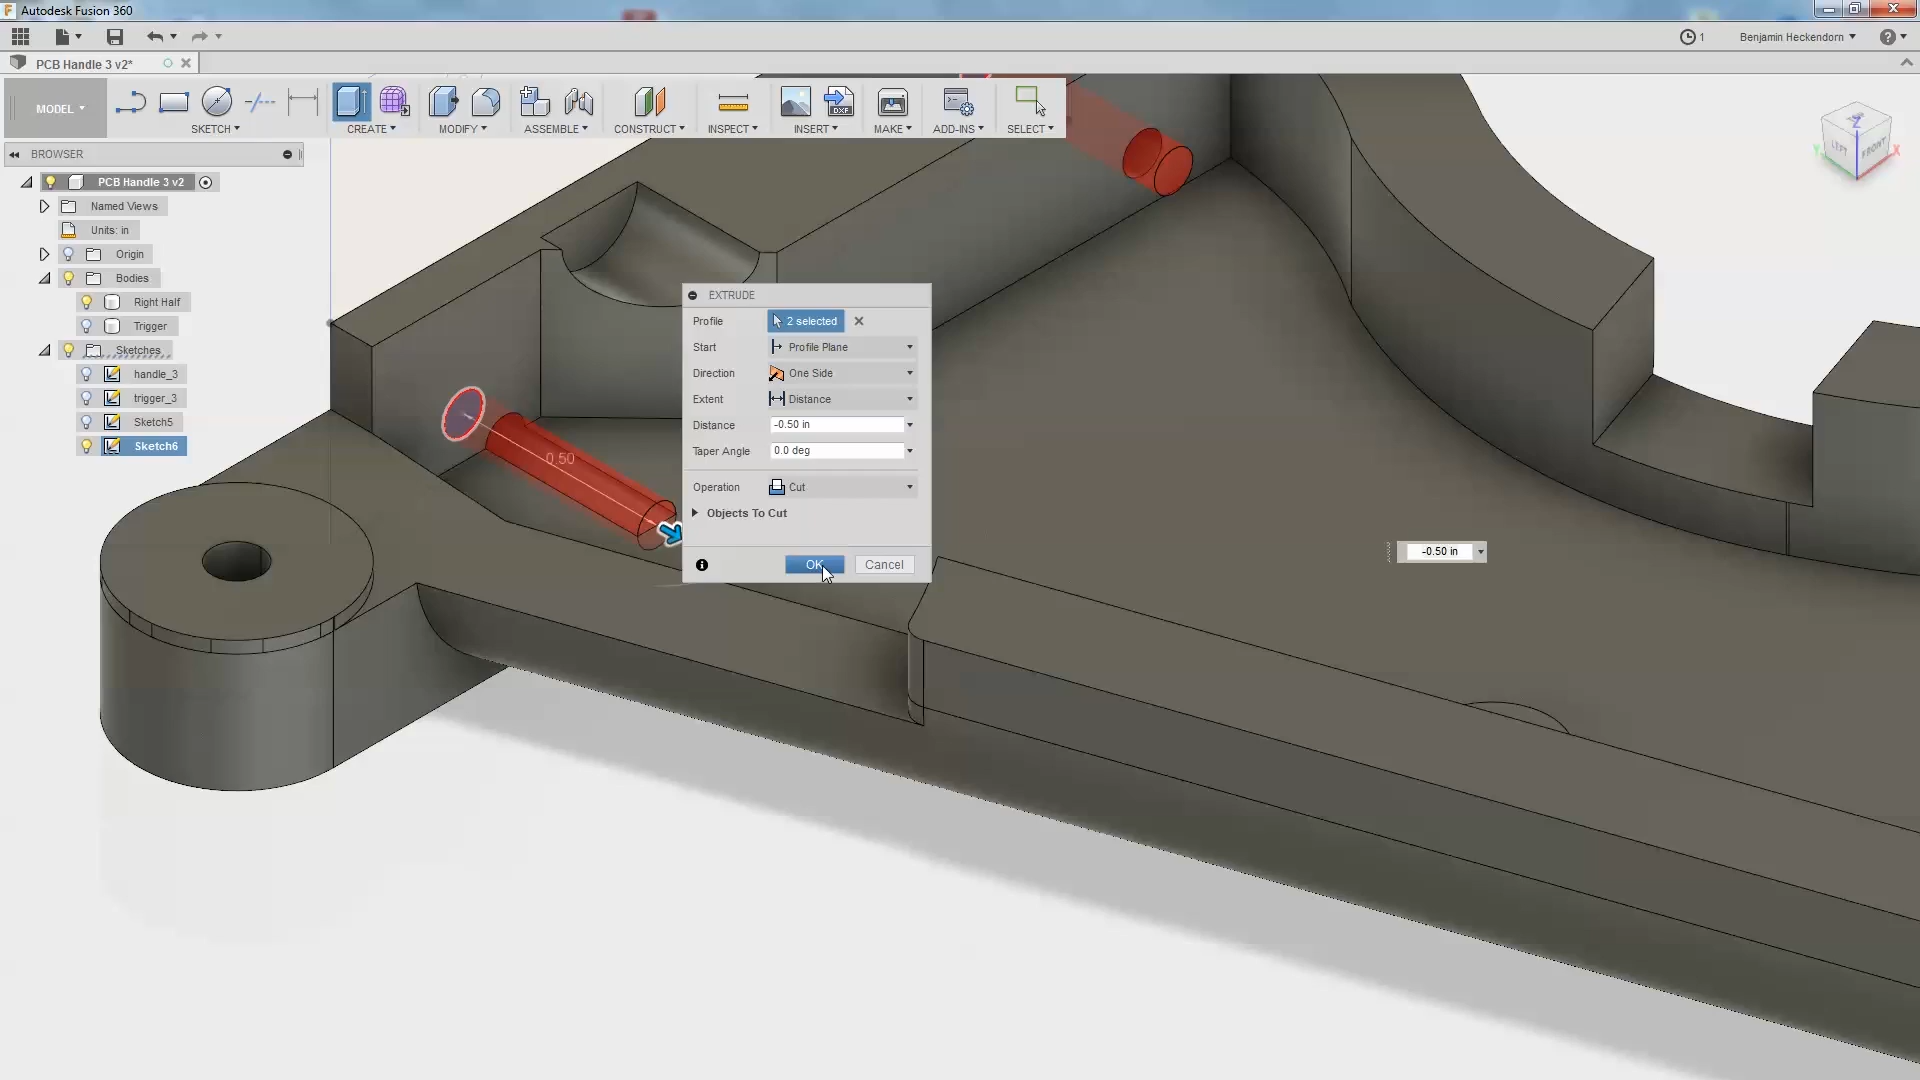 Autodesk Fusion 360
1
Benjamin Heckendorn
PCB Handle 3 v2*
MODEL
SKETCH
CREATE
MODIFY
ASSEMBLE
CONSTRUCT
INSPECT
INSERT
DXF
MAKE
ADD-INS
SELECT
BROWSER
PCB Handle 3 v2
Named Views
Units: in
Origin
Bodies
Right Half
Trigger
Sketches
handle_3
trigger_3
Sketch5
Sketch6
Z
LEFT
FRONT
X
Y
0.50
EXTRUDE
Profile
2 selected
Start
Profile Plane
Direction
One Side
Extent
Distance
Distance
-0.50 in
Taper Angle
0.0 deg
Operation
Cut
Objects To Cut
OK
Cancel
-0.50 in